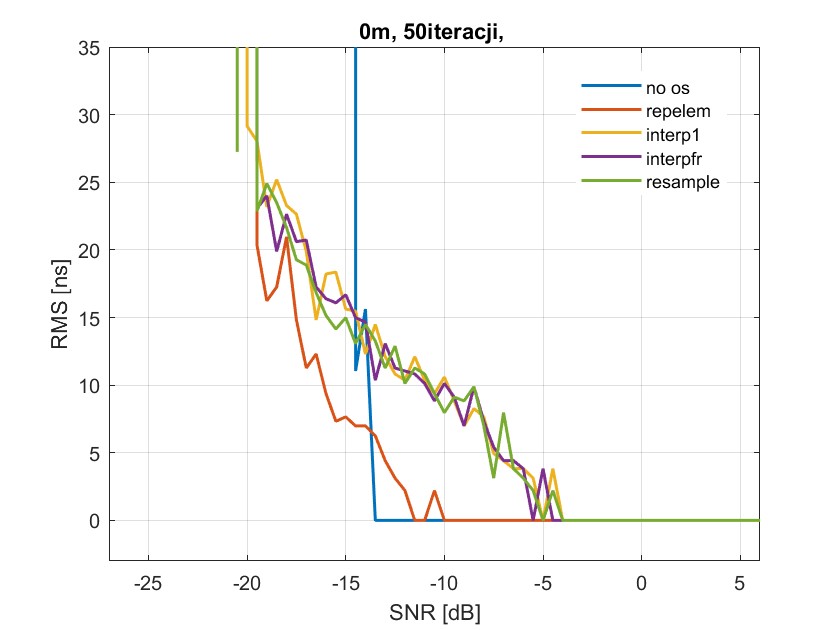 0m, 50iteracji,
35
30
25
20
15
10
5
0
RMS [ns]
no os
repelem
interp1
interpfr
resample
-25 -20 -15 -10 -5 0 5
SNR [dB]